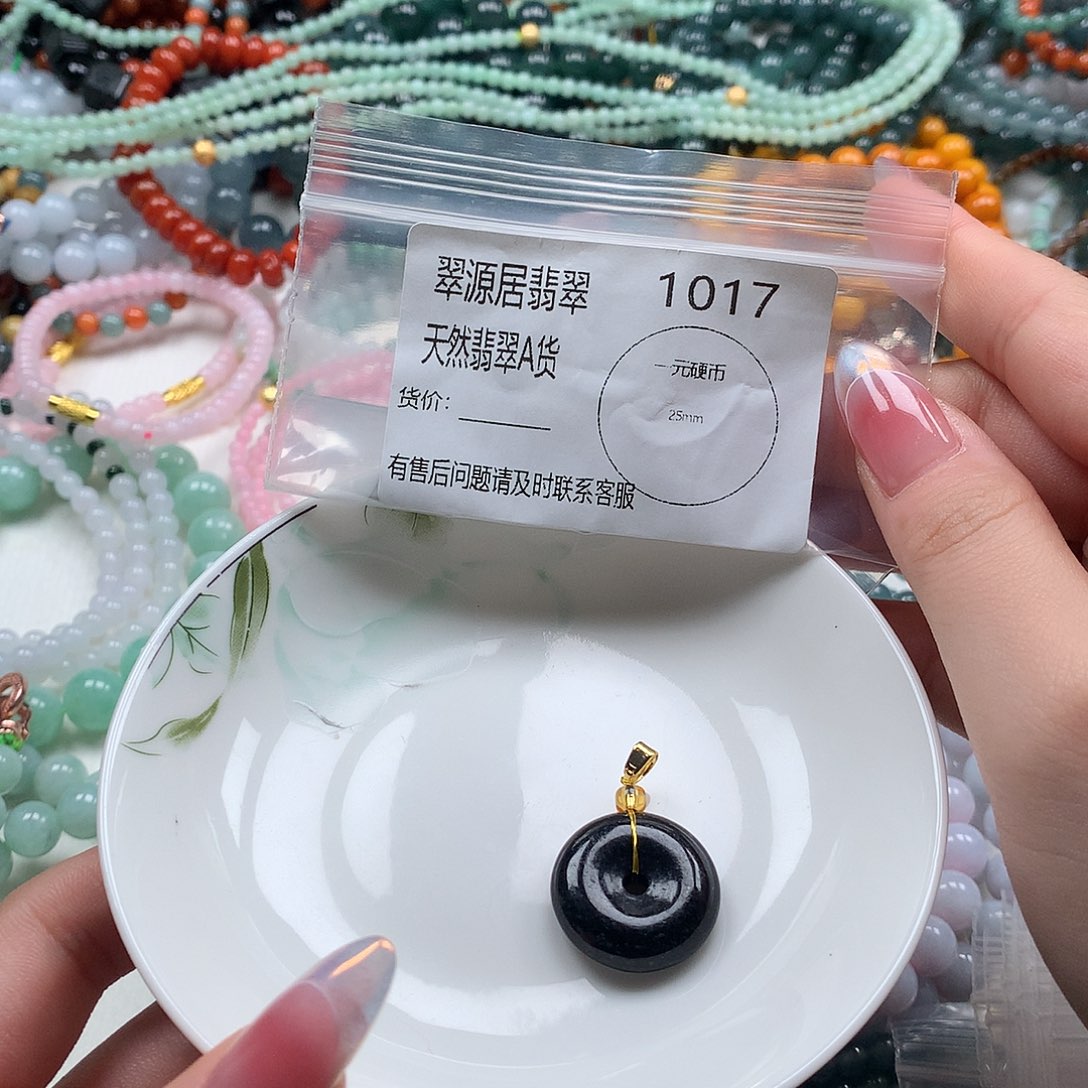 翠源居翡翠 1017
天然翡翠A货
一元硬币
货价：
25mm
有售后问题请及时联系客服